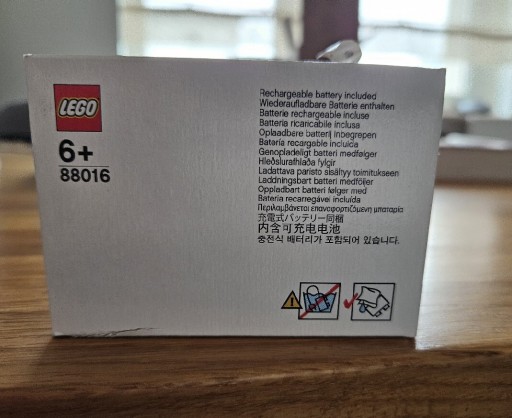 LEGO
6+
88016
Rechargeable battery included
Wiederaufladbare Batterie enthalten
Batterie rechargeable incluse
Batteria ricaricabile inclusa
Oplaadbare batterij inbegrepen
Batería recargable incluida
Genopladeligt batteri medfølger
Hleðslurafhlaða fylgir
Ladattava paristo sisältyy toimitukseen
Laddningsbart batteri medföljer
Oppladbart batteri følger med
Bateria recarregável incluída
Περιλαμβάνεται επαναφορτιζόμενη μπαταρία
充電式バッテリー同梱
内含可充电电池
충전식 배터리가 포함되어 있습니다.